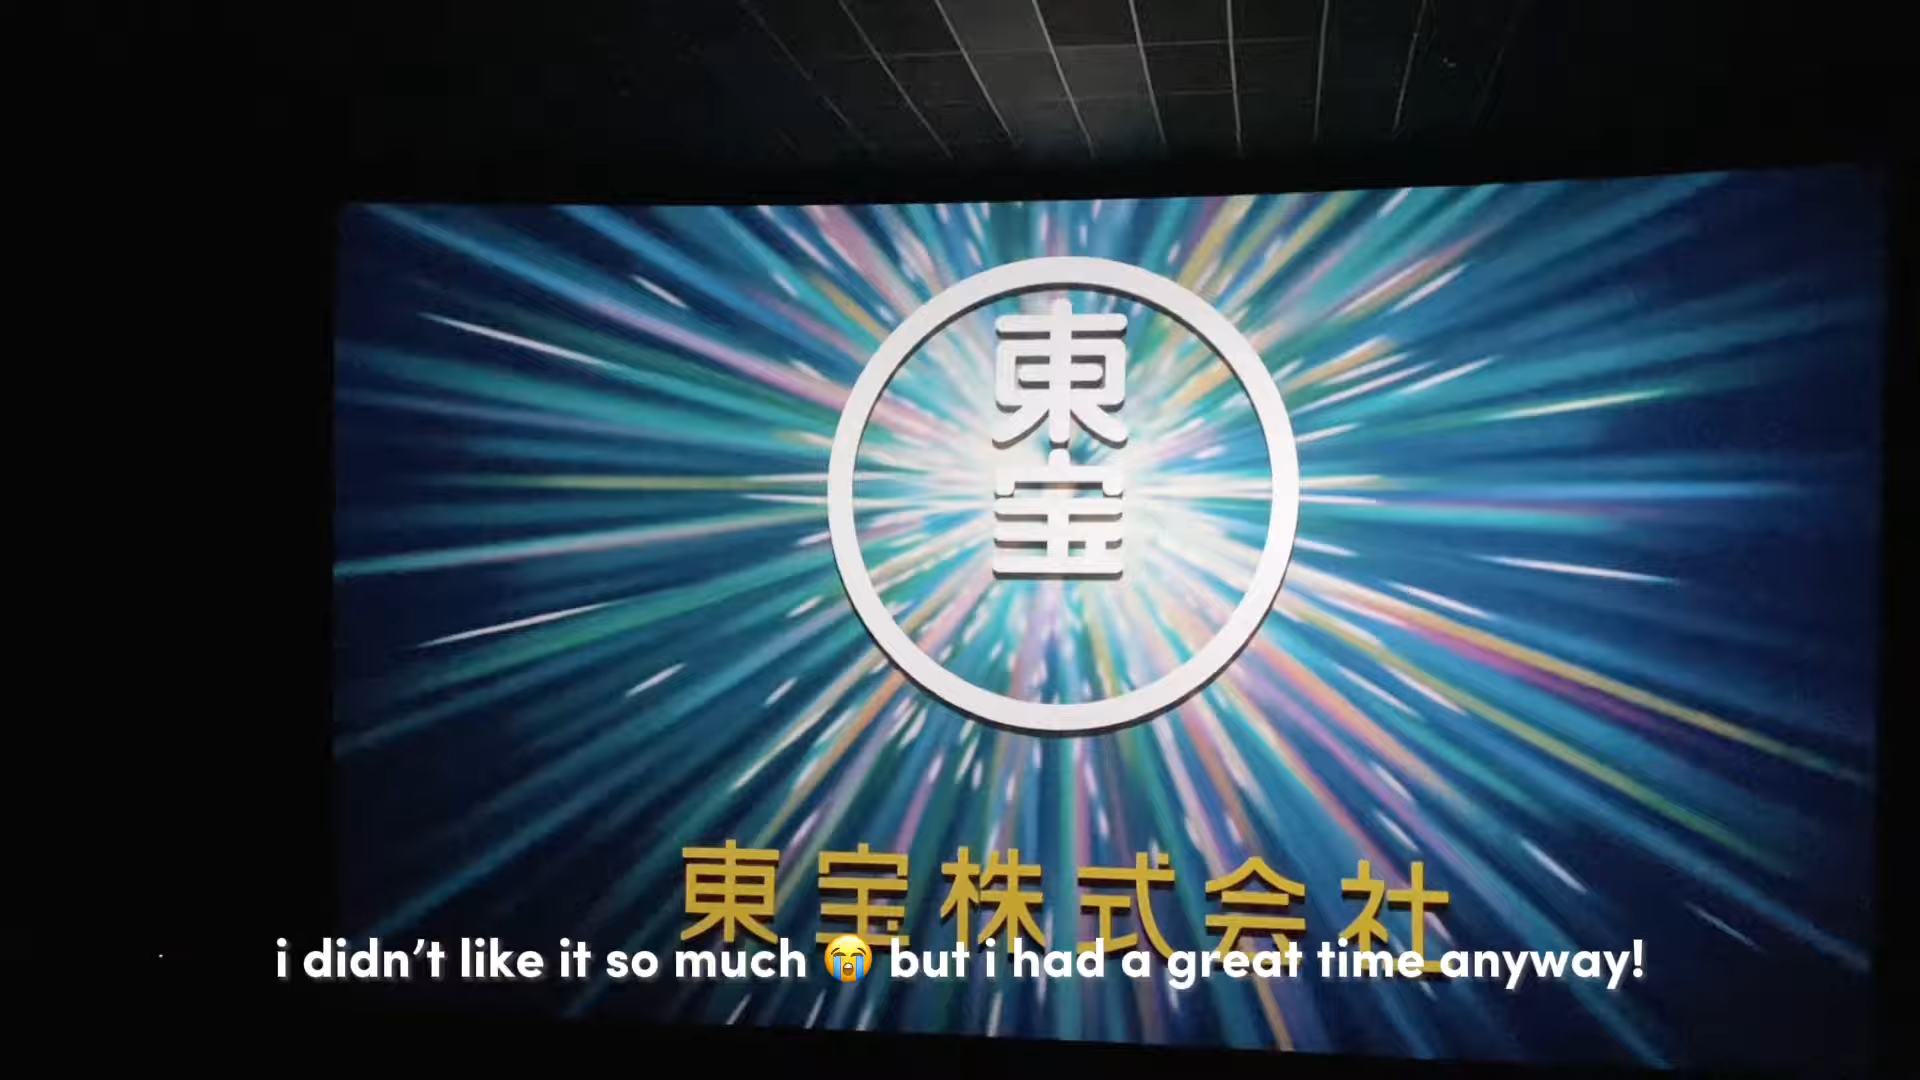 東宝
東宝株式会社
i didn’t like it so much 😭 but i had a great time anyway!